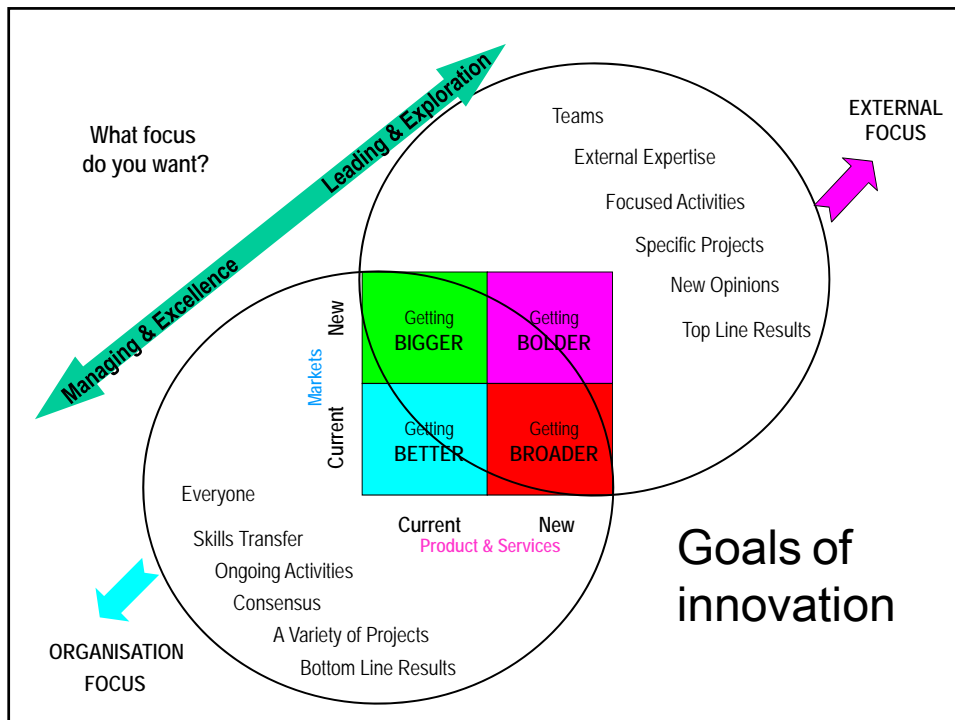 What focus
do you want?
Leading & Exploration
Managing & Excellence
Teams
External Expertise
Focused Activities
Specific Projects
New Opinions
Top Line Results
EXTERNAL
FOCUS
New
Current
Markets
Getting
BIGGER
Getting
BOLDER
Getting
BETTER
Getting
BROADER
Current
New
Product & Services
Everyone
Skills Transfer
Ongoing Activities
Consensus
A Variety of Projects
Bottom Line Results
ORGANISATION
FOCUS
Goals of
innovation